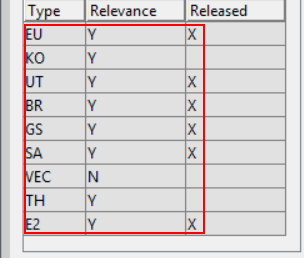 Type Relevance Released
EU Y X
KO Y
UT Y X
BR Y X
GS Y X
SA Y X
VEC N
TH Y
E2 Y X